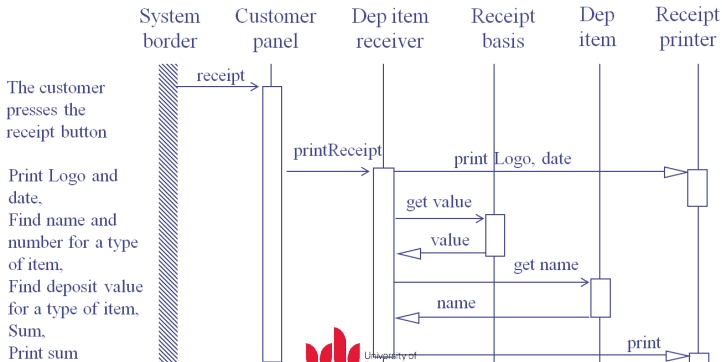 System border
Customer panel
Dep item receiver
Receipt basis
Dep item
Receipt printer
The customer
presses the
receipt button
receipt
printReceipt
print Logo, date
Print Logo and
date,
Find name and
number for a type
of item,
Find deposit value
for a type of item,
Sum,
Print sum
get value
value
get name
name
print
University of